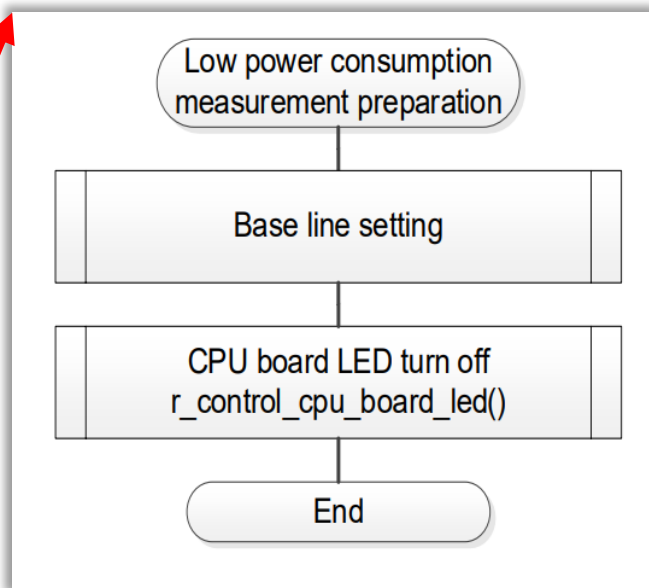 Low power consumption
measurement preparation
Base line setting
CPU board LED turn off
r_control_cpu_board_led()
End